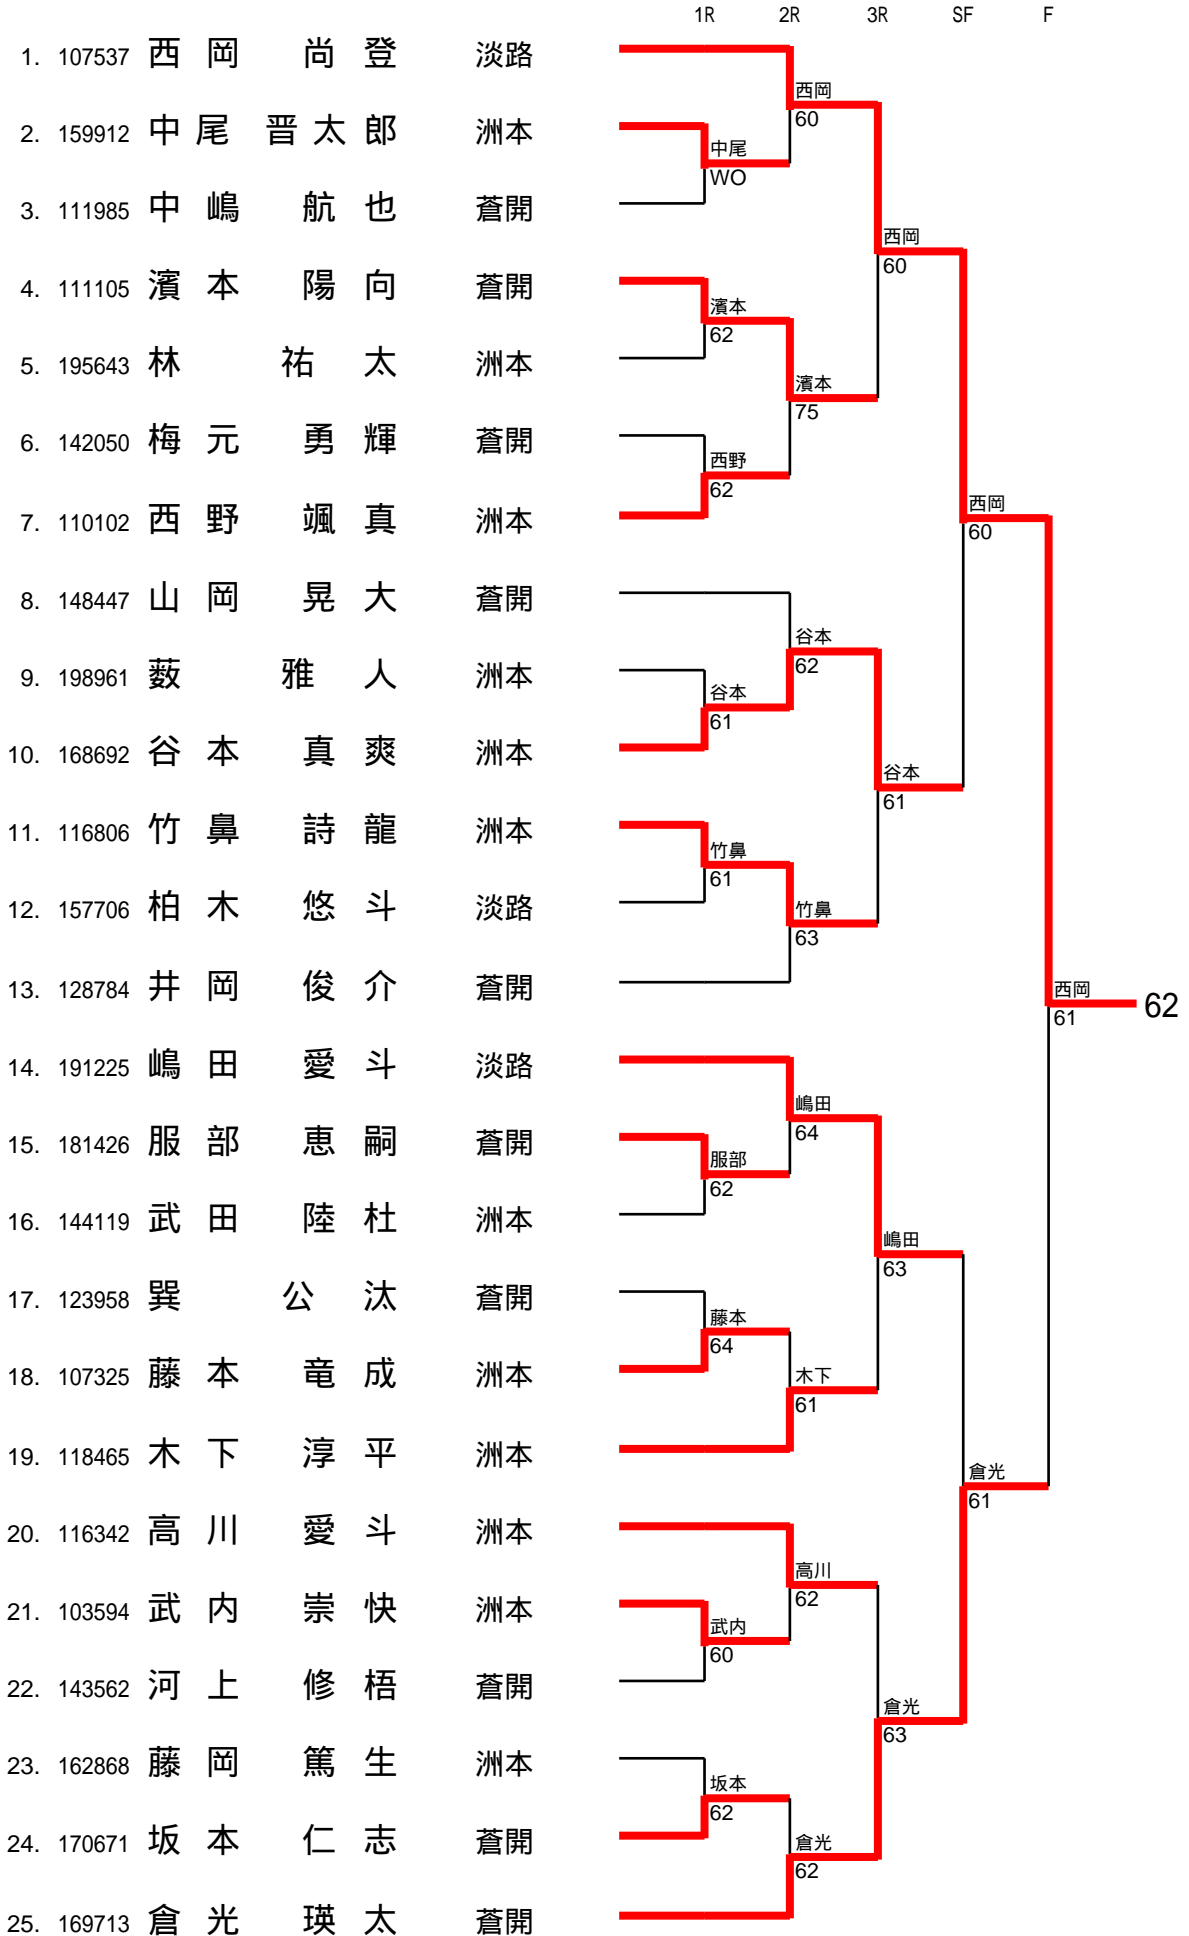 1R 2R 3R SF F
1. 107537 西岡 尚登 淡路
西岡
60
2. 159912 中尾 晋太郎 洲本
中尾
WO
3. 111985 中嶋 航也 蒼開
西岡
60
4. 111105 濱本 陽向 蒼開
濱本
62
5. 195643 林 祐太 洲本
濱本
75
6. 142050 梅元 勇輝 蒼開
西野
62
7. 110102 西野 颯真 洲本
西岡
60
8. 148447 山岡 晃大 蒼開
谷本
62
9. 198961 薮 雅人 洲本
谷本
61
10. 168692 谷本 真爽 洲本
谷本
61
11. 116806 竹鼻 詩龍 洲本
竹鼻
61
12. 157706 柏木 悠斗 淡路
竹鼻
63
13. 128784 井岡 俊介 蒼開
西岡
61
62
14. 191225 嶋田 愛斗 淡路
嶋田
64
15. 181426 服部 恵嗣 蒼開
服部
62
16. 144119 武田 陸杜 洲本
嶋田
63
17. 123958 巽 公汰 蒼開
藤本
64
18. 107325 藤本 竜成 洲本
木下
61
19. 118465 木下 淳平 洲本
倉光
61
20. 116342 高川 愛斗 洲本
高川
62
21. 103594 武内 崇快 洲本
武内
60
22. 143562 河上 修梧 蒼開
倉光
63
23. 162868 藤岡 篤生 洲本
坂本
62
24. 170671 坂本 仁志 蒼開
倉光
62
25. 169713 倉光 瑛太 蒼開